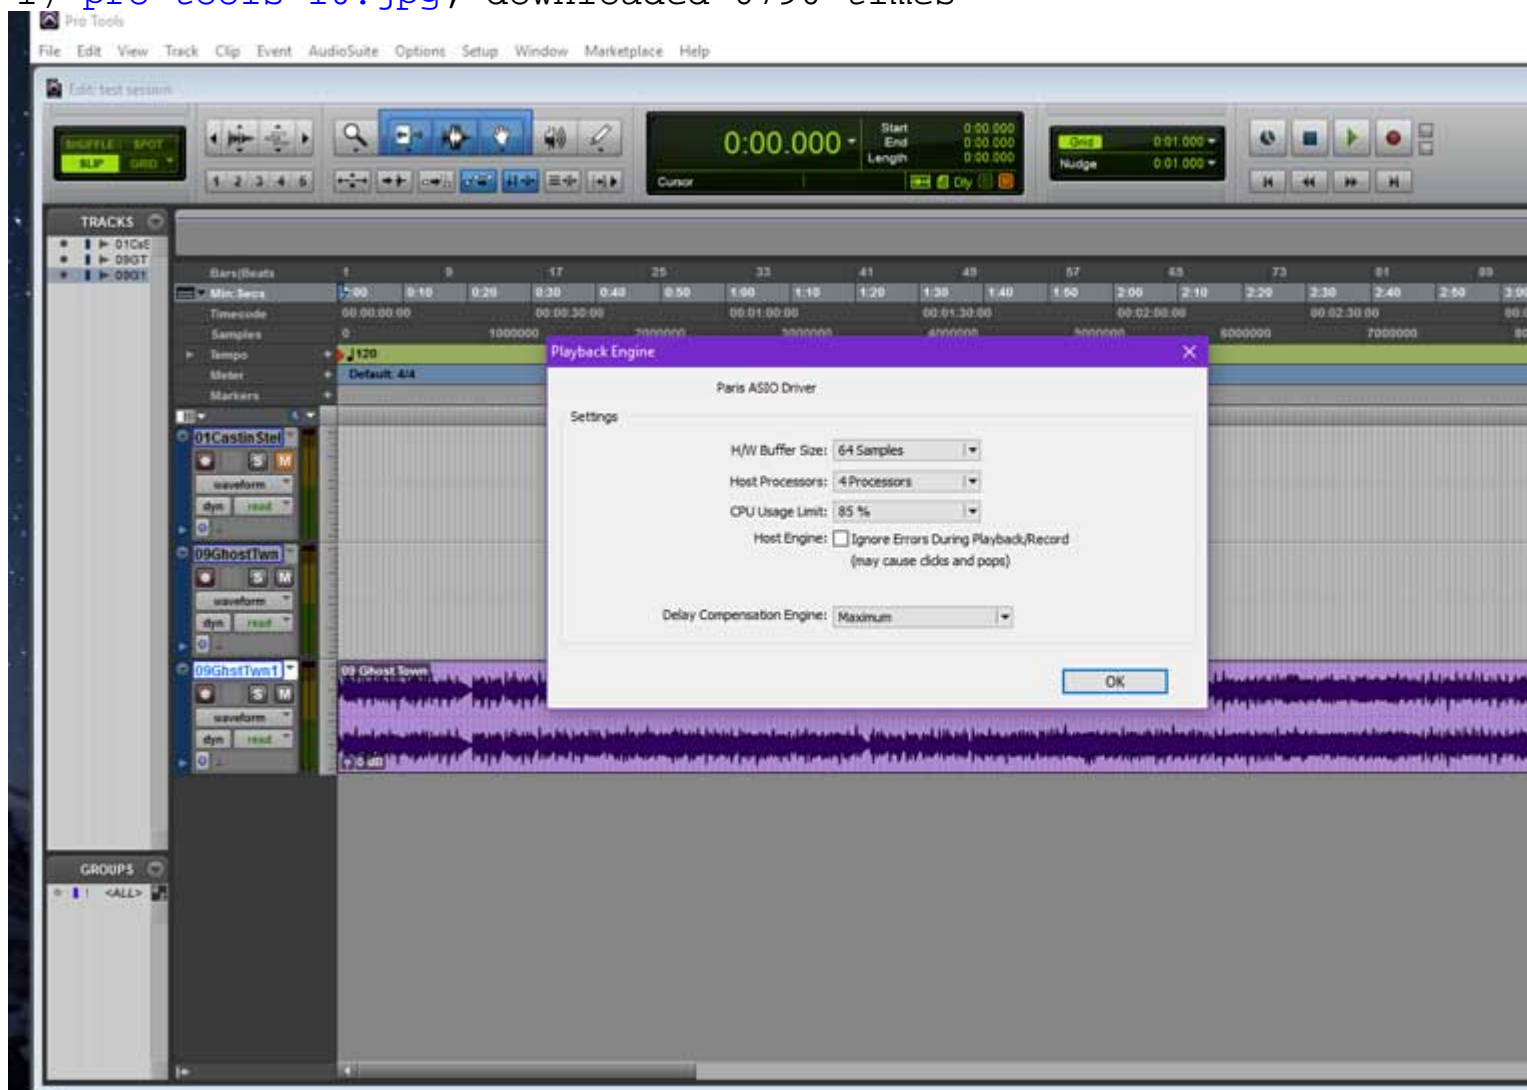 Pro Tools
File Edit View Track Clip Event AudioSuite Options Setup Window Marketplace Help
Edit: test session
SHUFFLE SPOT
SLIP GRID
1 2 3 4 5
0:00.000
Start 0:00.000
End 0:00.000
Length 0:00.000
Cursor
Dly
Grid 0:01.000
Nudge 0:01.000
TRACKS
01CsE
09GT
09GT
Bars|Beats 1 9 17 25 33 41 49 57 65 73 81 89
Min:Secs 0:00 0:10 0:20 0:30 0:40 0:50 1:00 1:10 1:20 1:30 1:40 1:50 2:00 2:10 2:20 2:30 2:40 2:50 3:00
Timecode 00:00:00:00 00:00:30:00 00:01:00:00 00:01:30:00 00:02:00:00 00:02:30:00
Samples 0 1000000 2000000 3000000 4000000 5000000 6000000 7000000
Tempo 120
Meter Default: 4/4
Markers
Playback Engine
Paris ASIO Driver
Settings
H/W Buffer Size: 64 Samples
Host Processors: 4 Processors
CPU Usage Limit: 85 %
Host Engine: Ignore Errors During Playback/Record
(may cause clicks and pops)
Delay Compensation Engine: Maximum
OK
01CastinStel
S M
waveform
dyn read
09GhostTwn
S M
waveform
dyn read
09GhstTwn1
S M
waveform
dyn read
09 Ghost Town
0 dB
GROUPS
! <ALL>